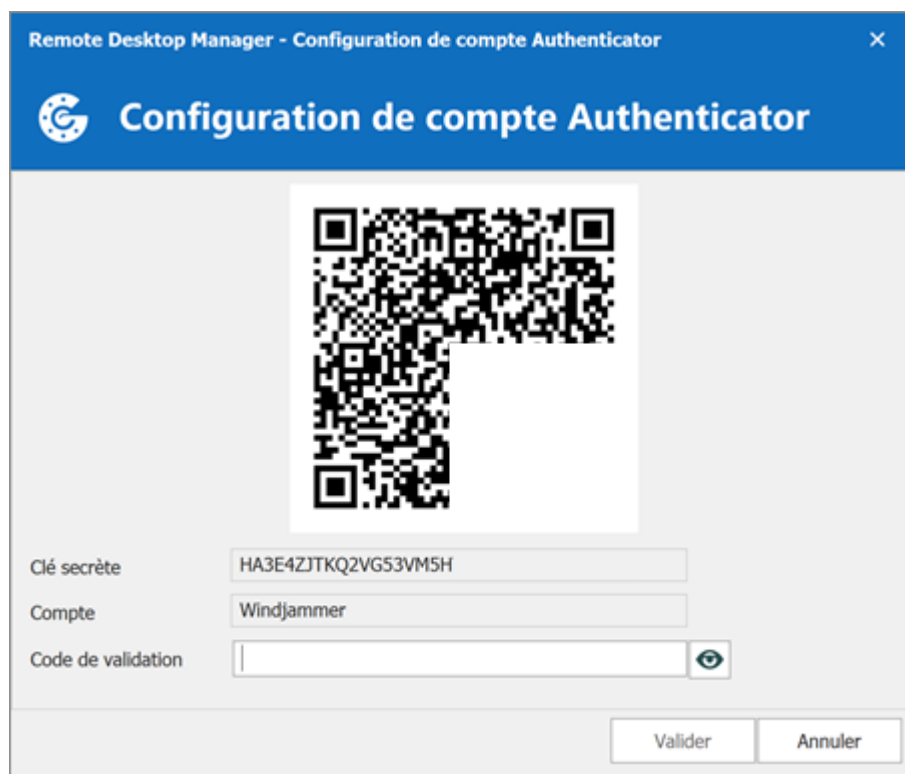 Remote Desktop Manager - Configuration de compte Authenticator
Configuration de compte Authenticator
Clé secrète HA3E4ZJTKQ2VG53VM5H
Compte Windjammer
Code de validation
Valider Annuler